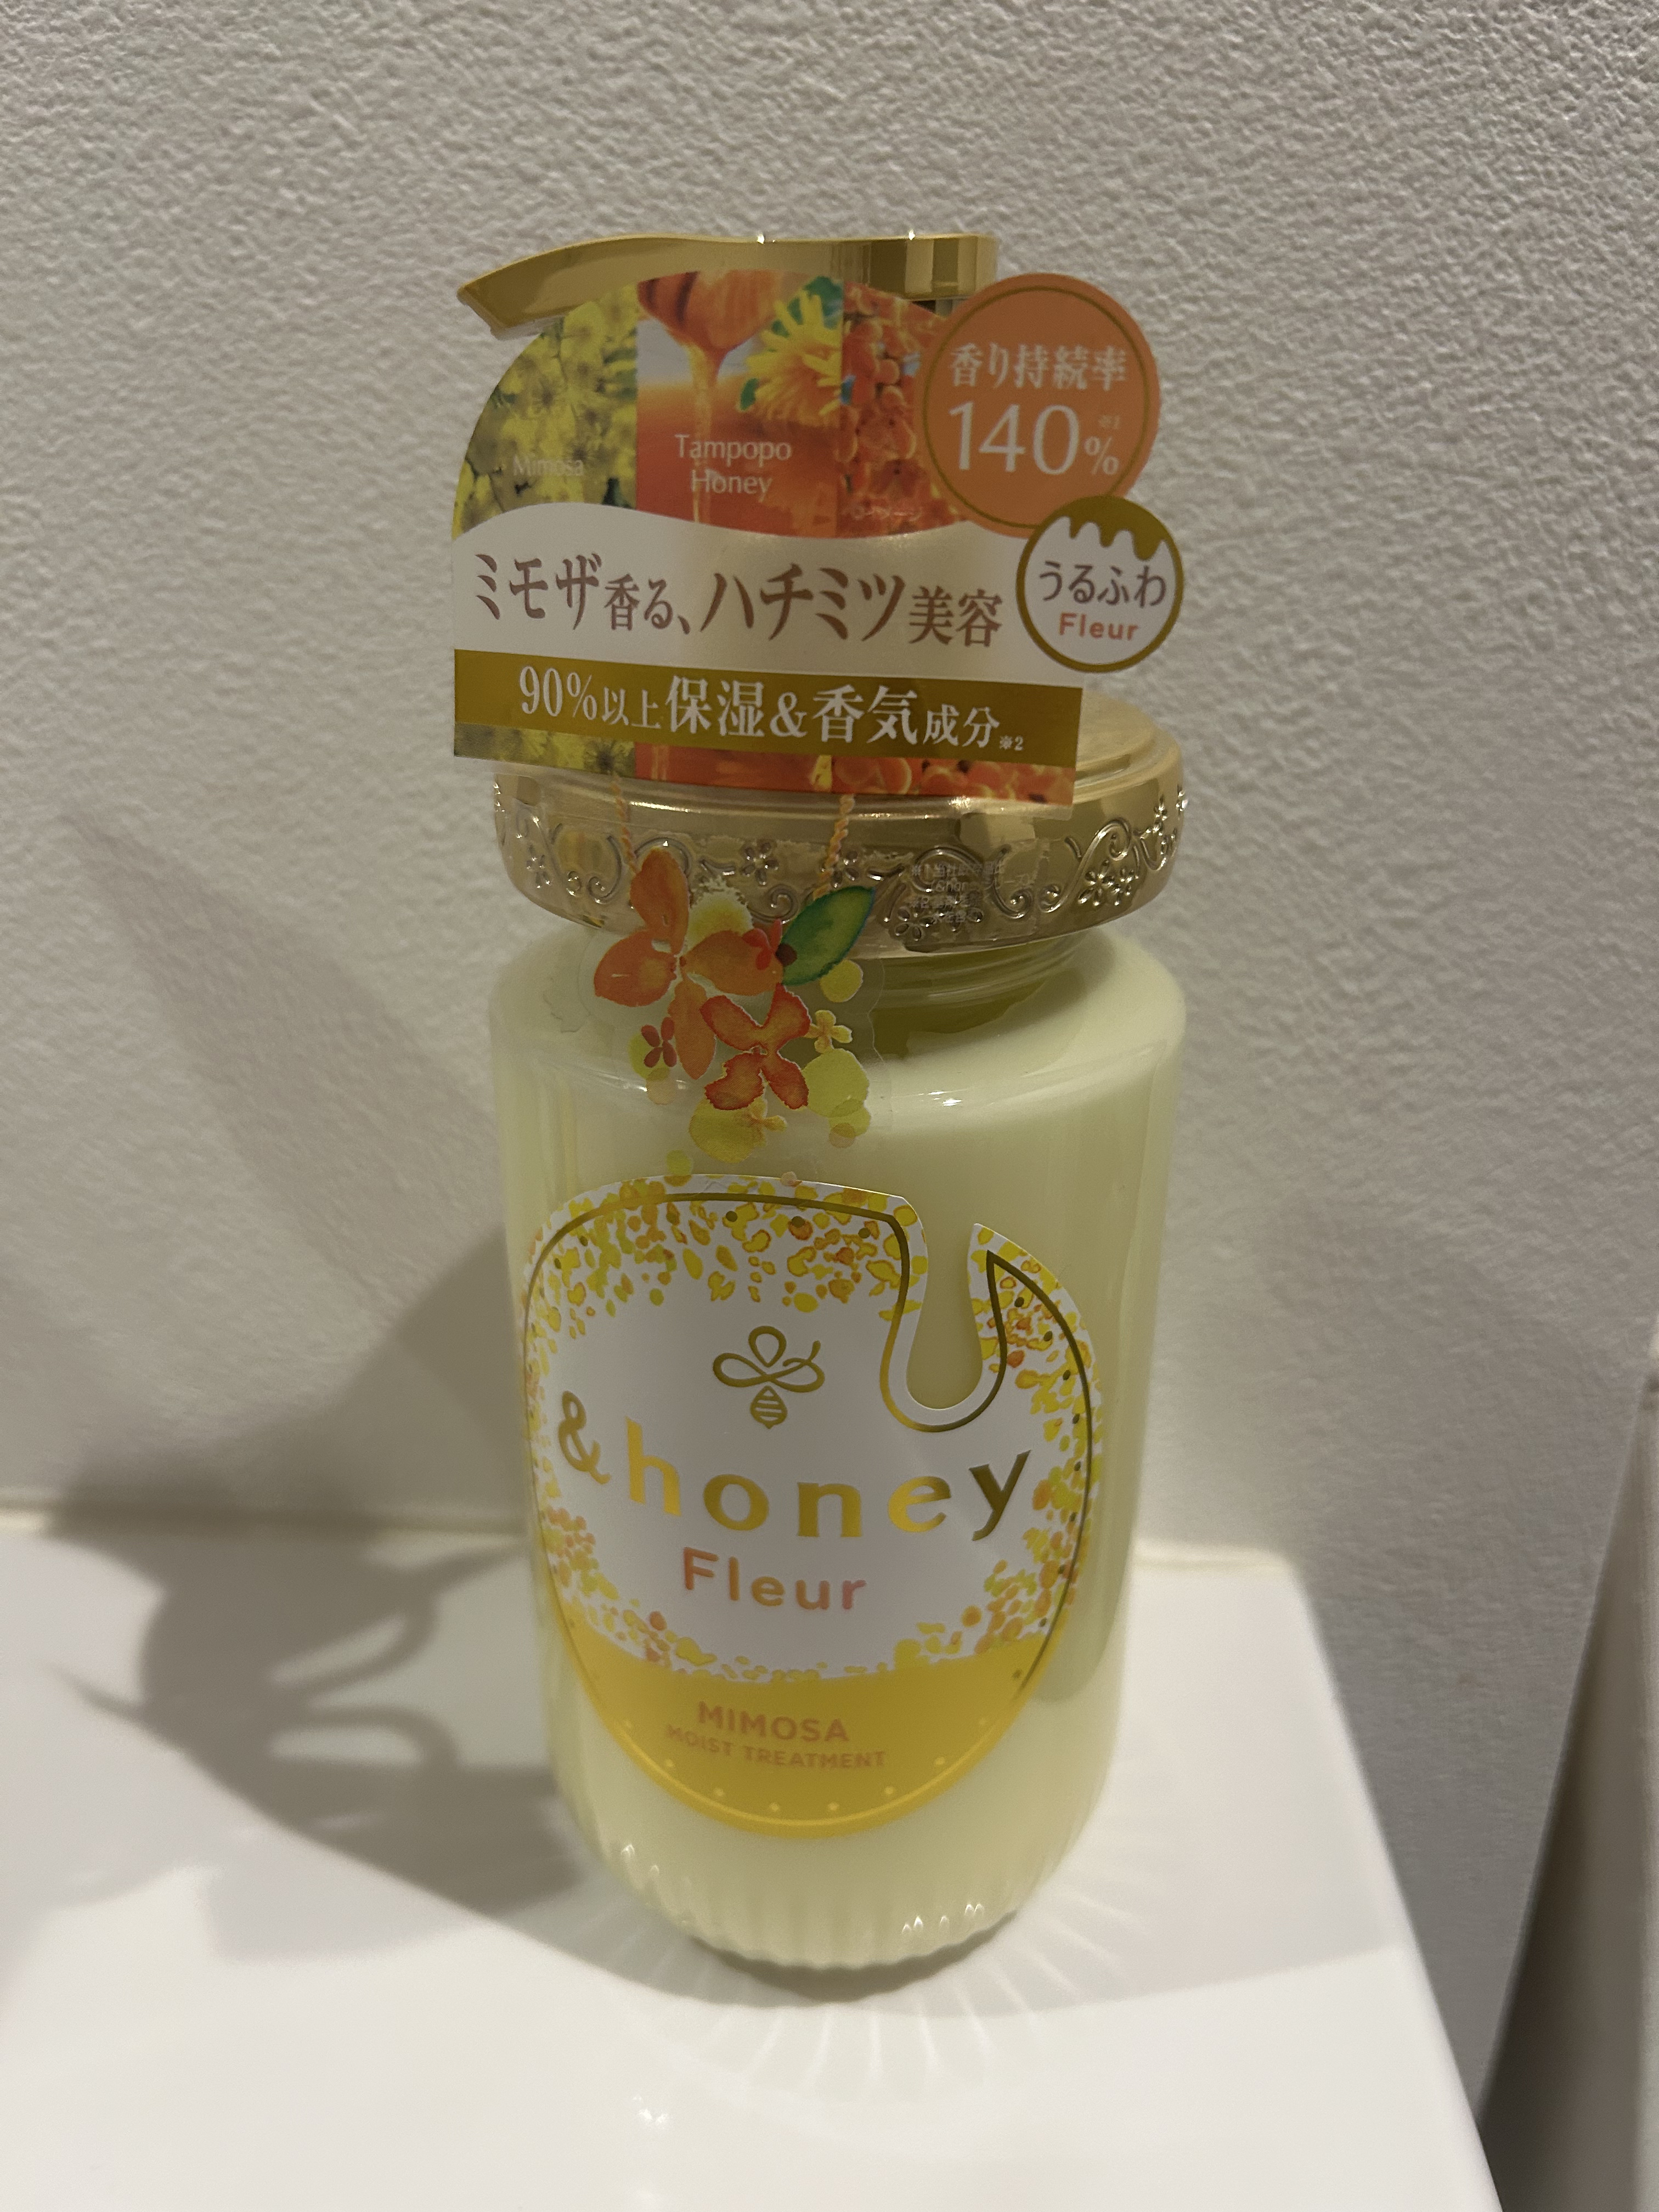 香り持続率
140%※1
Mimosa
Tampopo
Honey
うるふわ
Fleur
ミモザ香る、ハチミツ美容
90%以上保湿&香気成分※2
&honey
Fleur
MIMOSA
MOIST TREATMENT